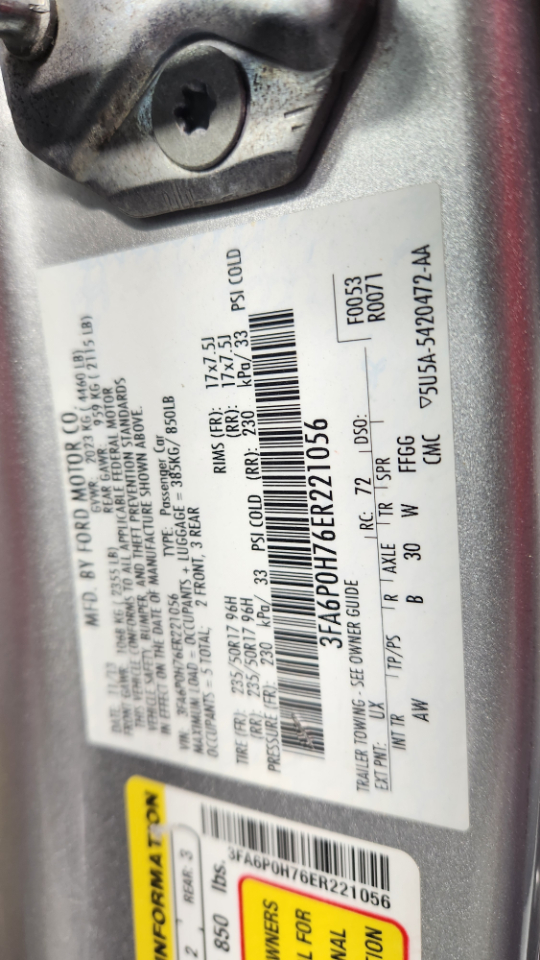 MFD. BY FORD MOTOR CO.
DATE: 11/13 GVWR: 2023 KG ( 4460 LB)
FRONT GAWR: 1068 KG ( 2355 LB) REAR GAWR: 959 KG ( 2115 LB)
THIS VEHICLE CONFORMS TO ALL APPLICABLE FEDERAL MOTOR
VEHICLE SAFETY, BUMPER, AND THEFT PREVENTION STANDARDS
IN EFFECT ON THE DATE OF MANUFACTURE SHOWN ABOVE.
VIN: 3FA6P0H76ER221056 TYPE: Passenger Car
MAXIMUM LOAD = OCCUPANTS + LUGGAGE = 385KG/ 850LB
OCCUPANTS = 5 TOTAL: 2 FRONT, 3 REAR
TIRE (FR): 235/50R17 96H RIMS (FR): 17x7.5J
(RR): 235/50R17 96H (RR): 17x7.5J
PRESSURE (FR): 230 kPa/ 33 PSI COLD (RR): 230 kPa/ 33 PSI COLD
3FA6P0H76ER221056
TRAILER TOWING - SEE OWNER GUIDE
F0053
R0071
EXT PNT: UX RC: 72 DSO:
INT TR TP/PS R AXLE TR SPR
AW B 30 W FFGG
CMC
▽5U5A-5420472-AA
INFORMATION
2 REAR: 3
850 lbs.
3FA6P0H76ER221056
OWNERS
L FOR
NAL
TION